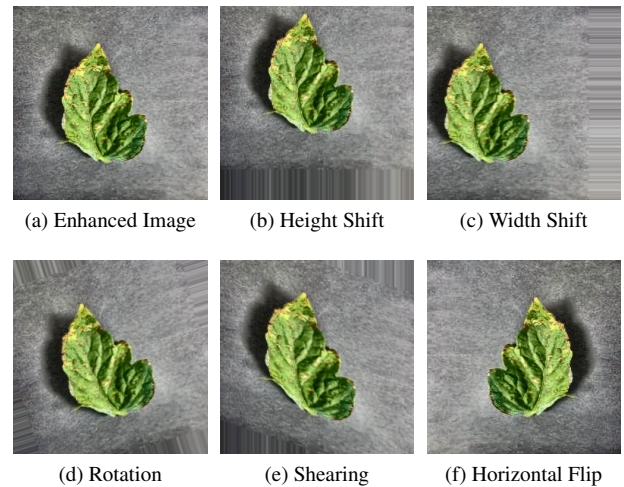 (a) Enhanced Image
(b) Height Shift
(c) Width Shift
(d) Rotation
(e) Shearing
(f) Horizontal Flip